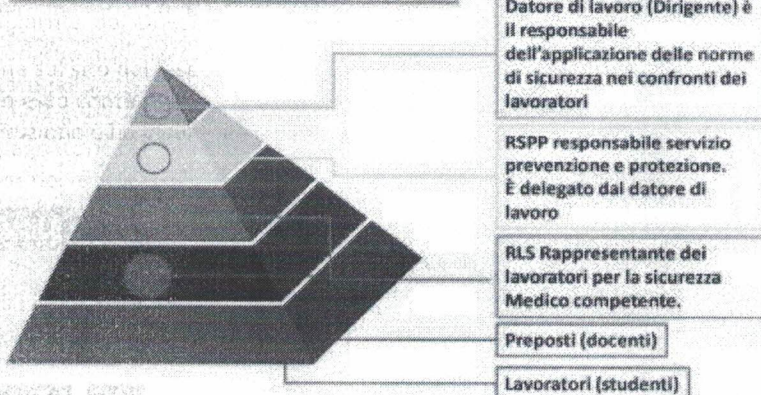 Datore di lavoro (Dirigente) è
il responsabile
dell'applicazione delle norme
di sicurezza nei confronti dei
lavoratori
RSPP responsabile servizio
prevenzione e protezione.
È delegato dal datore di
lavoro
RLS Rappresentante dei
lavoratori per la sicurezza
Medico competente.
Preposti (docenti)
Lavoratori (studenti)